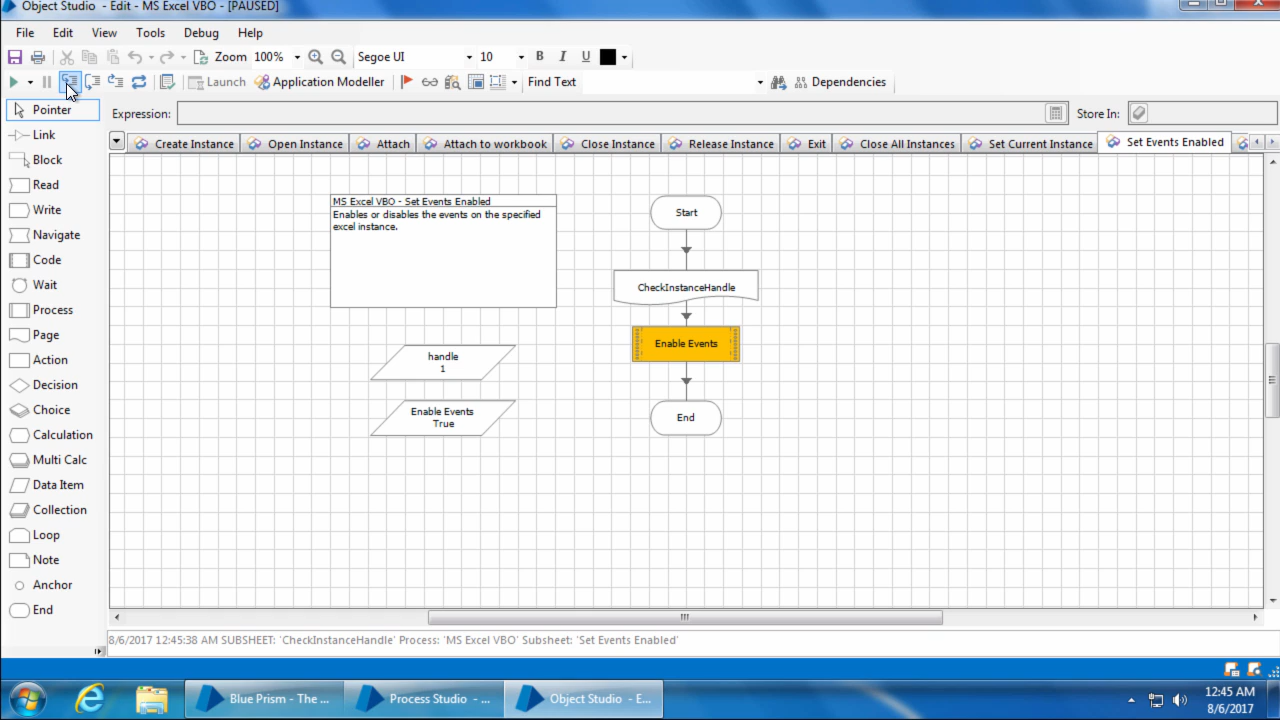 Object Studio - Edit - MS Excel VBO - [PAUSED]
File Edit View Tools Debug Help
Zoom 100% Segoe UI 10 B I U
Launch Application Modeller Find Text Dependencies
Pointer
Link
Block
Read
Write
Navigate
Code
Wait
Process
Page
Action
Decision
Choice
Calculation
Multi Calc
Data Item
Collection
Loop
Note
Anchor
End
Expression: Store In:
Create Instance Open Instance Attach Attach to workbook Close Instance Release Instance Exit Close All Instances Set Current Instance Set Events Enabled
MS Excel VBO - Set Events Enabled
Enables or disables the events on the specified
excel instance.
handle
1
Enable Events
True
Start
CheckInstanceHandle
Enable Events
End
8/6/2017 12:45:38 AM SUBSHEET: 'CheckInstanceHandle' Process: 'MS Excel VBO' Subsheet: 'Set Events Enabled'
Blue Prism - The ... Process Studio - ... Object Studio - E...
12:45 AM
8/6/2017